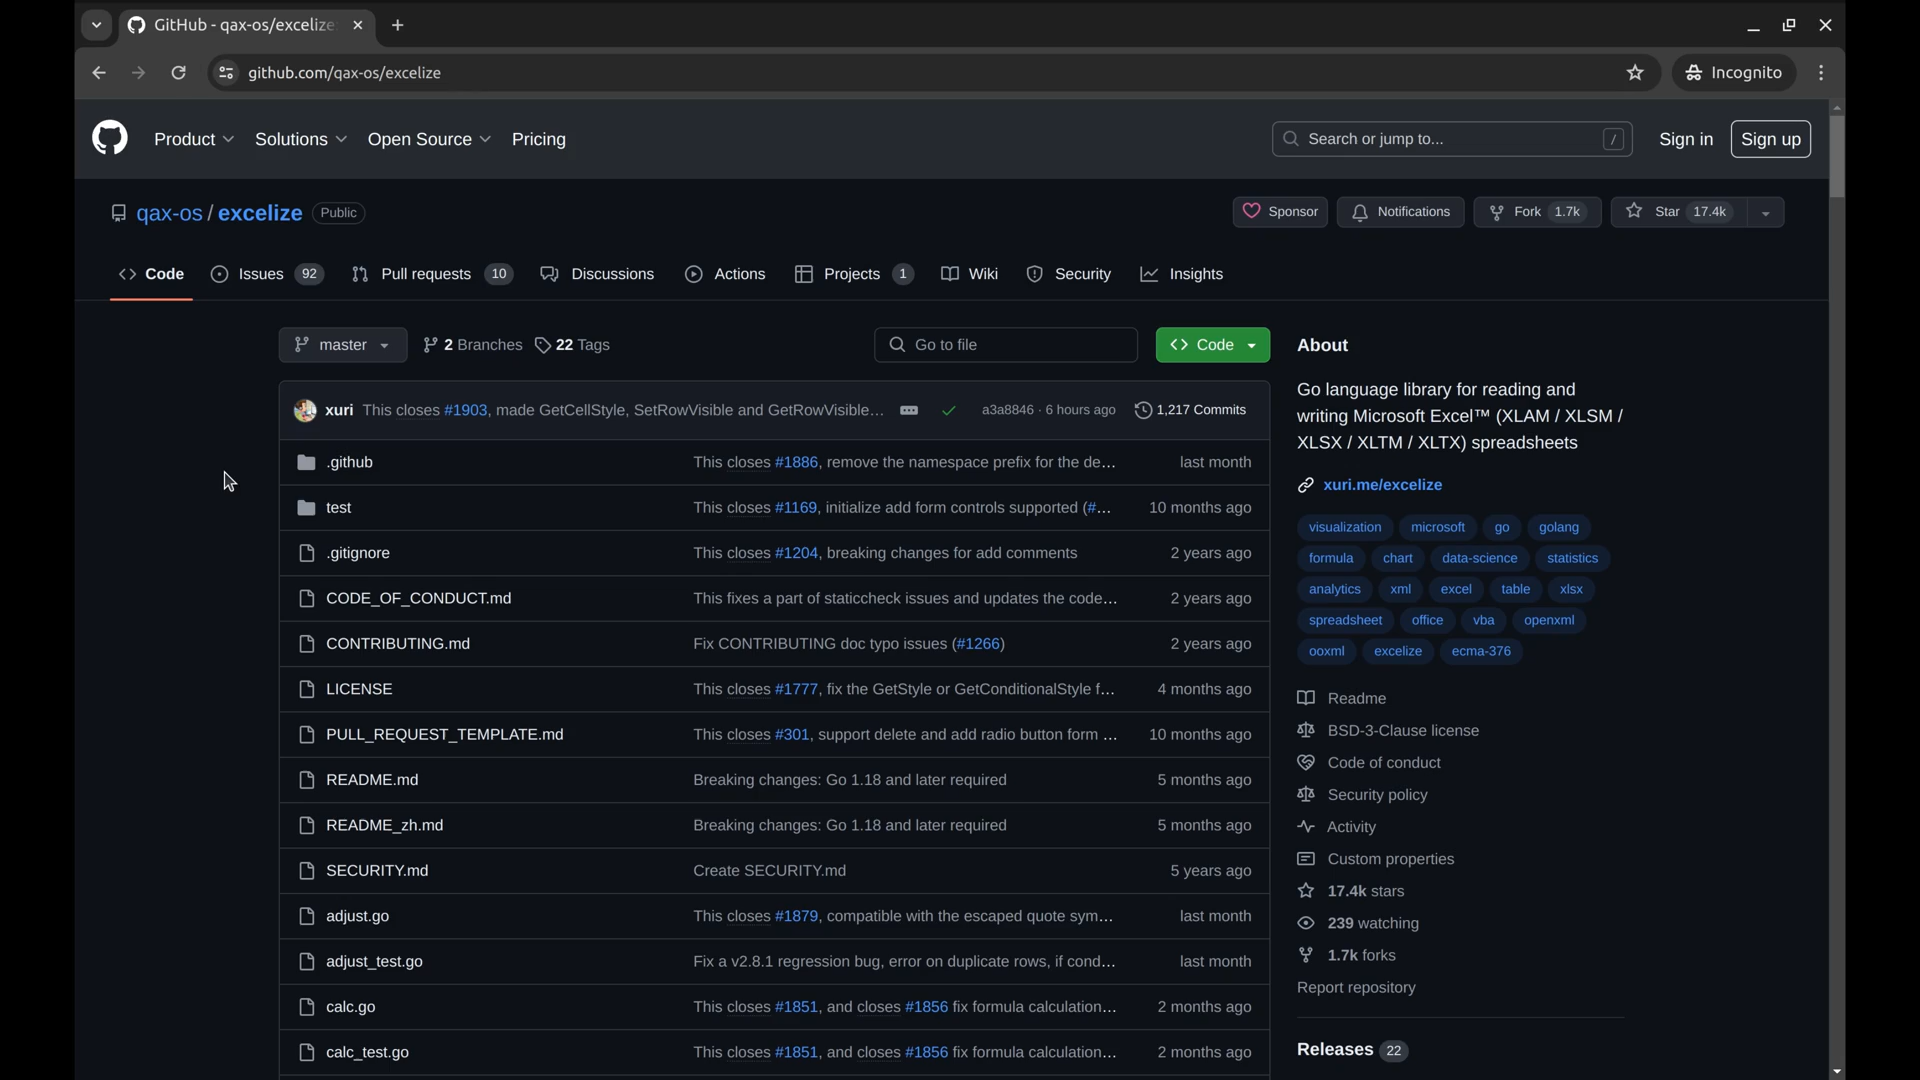 GitHub - qax-os/excelize:
github.com/qax-os/excelize
Incognito
Product Solutions Open Source Pricing
Search or jump to... /
Sign in Sign up
qax-os / excelize Public
Sponsor Notifications Fork 1.7k Star 17.4k
Code Issues 92 Pull requests 10 Discussions Actions Projects 1 Wiki Security Insights
master 2 Branches 22 Tags Go to file Code
xuri This closes #1903, made GetCellStyle, SetRowVisible and GetRowVisible… a3a8846 · 6 hours ago 1,217 Commits
.github This closes #1886, remove the namespace prefix for the de… last month
test This closes #1169, initialize add form controls supported (#… 10 months ago
.gitignore This closes #1204, breaking changes for add comments 2 years ago
CODE_OF_CONDUCT.md This fixes a part of staticcheck issues and updates the code… 2 years ago
CONTRIBUTING.md Fix CONTRIBUTING doc typo issues (#1266) 2 years ago
LICENSE This closes #1777, fix the GetStyle or GetConditionalStyle f… 4 months ago
PULL_REQUEST_TEMPLATE.md This closes #301, support delete and add radio button form … 10 months ago
README.md Breaking changes: Go 1.18 and later required 5 months ago
README_zh.md Breaking changes: Go 1.18 and later required 5 months ago
SECURITY.md Create SECURITY.md 5 years ago
adjust.go This closes #1879, compatible with the escaped quote sym… last month
adjust_test.go Fix a v2.8.1 regression bug, error on duplicate rows, if cond… last month
calc.go This closes #1851, and closes #1856 fix formula calculation… 2 months ago
calc_test.go This closes #1851, and closes #1856 fix formula calculation… 2 months ago
About
Go language library for reading and
writing Microsoft Excel™ (XLAM / XLSM /
XLSX / XLTM / XLTX) spreadsheets
xuri.me/excelize
visualization microsoft go golang
formula chart data-science statistics
analytics xml excel table xlsx
spreadsheet office vba openxml
ooxml excelize ecma-376
Readme
BSD-3-Clause license
Code of conduct
Security policy
Activity
Custom properties
17.4k stars
239 watching
1.7k forks
Report repository
Releases 22